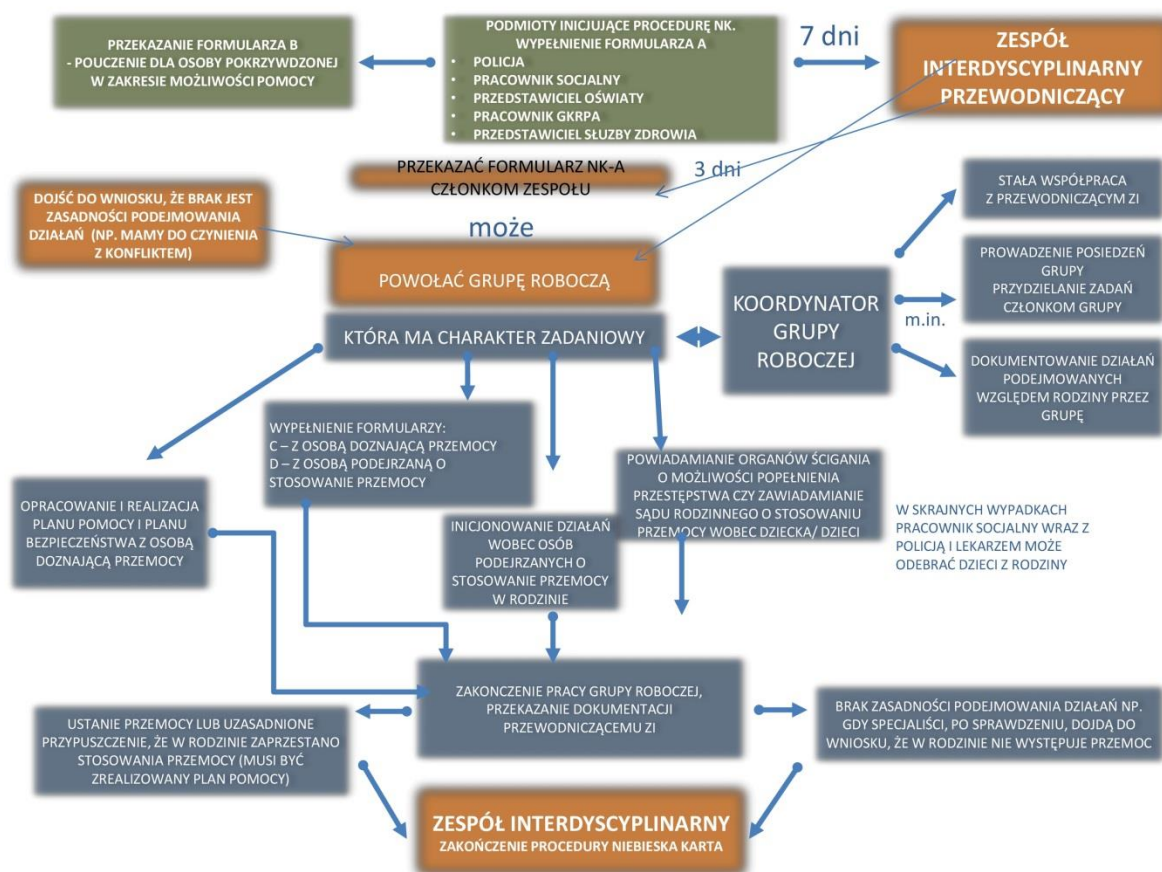 PRZEKAZANIE FORMULARZA B
- POUCZENIE DLA OSOBY POKRZYWDZONEJ
W ZAKRESIE MOŻLIWOŚCI POMOCY
PODMIOTY INICJUJĄCE PROCEDURĘ NK.
WYPEŁNIENIE FORMULARZA A
• POLICJA
• PRACOWNIK SOCJALNY
• PRZEDSTAWICIEL OŚWIATY
• PRACOWNIK GKRPA
• PRZEDSTAWICIEL SŁUZBY ZDROWIA
7 dni
ZESPÓŁ
INTERDYSCYPLINARNY
PRZEWODNICZĄCY
PRZEKAZAĆ FORMULARZ NK-A
CZŁONKOM ZESPOŁU
3 dni
DOJŚĆ DO WNIOSKU, ŻE BRAK JEST
ZASADNOŚCI PODEJMOWANIA
DZIAŁAŃ (NP. MAMY DO CZYNIENIA
Z KONFLIKTEM)
może
POWOŁAĆ GRUPĘ ROBOCZĄ
KTÓRA MA CHARAKTER ZADANIOWY
KOORDYNATOR
GRUPY
ROBOCZEJ
m.in.
STAŁA WSPÓŁPRACA
Z PRZEWODNICZĄCYM ZI
PROWADZENIE POSIEDZEŃ
GRUPY
PRZYDZIELANIE ZADAŃ
CZŁONKOM GRUPY
DOKUMENTOWANIE DZIAŁAŃ
PODEJMOWANYCH
WZGLĘDEM RODZINY PRZEZ
GRUPĘ
OPRACOWANIE I REALIZACJA
PLANU POMOCY I PLANU
BEZPIECZEŃSTWA Z OSOBĄ
DOZNAJĄCĄ PRZEMOCY
WYPEŁNIENIE FORMULARZY:
C – Z OSOBĄ DOZNAJĄCĄ PRZEMOCY
D – Z OSOBĄ PODEJRZANĄ O
STOSOWANIE PRZEMOCY
INICJONOWANIE DZIAŁAŃ
WOBEC OSÓB
PODEJRZANYCH O
STOSOWANIE PRZEMOCY
W RODZINIE
POWIADAMIANIE ORGANÓW ŚCIGANIA
O MOŻLIWOŚCI POPEŁNIENIA
PRZESTĘPSTWA CZY ZAWIADAMIANIE
SĄDU RODZINNEGO O STOSOWANIU
PRZEMOCY WOBEC DZIECKA/ DZIECI
W SKRAJNYCH WYPADKACH
PRACOWNIK SOCJALNY WRAZ Z
POLICJĄ I LEKARZEM MOŻE
ODEBRAĆ DZIECI Z RODZINY
ZAKONCZENIE PRACY GRUPY ROBOCZEJ,
PRZEKAZANIE DOKUMENTACJI
PRZEWODNICZĄCEMU ZI
USTANIE PRZEMOCY LUB UZASADNIONE
PRZYPUSZCZENIE, ŻE W RODZINIE ZAPRZESTANO
STOSOWANIA PRZEMOCY (MUSI BYĆ
ZREALIZOWANY PLAN POMOCY)
BRAK ZASADNOŚCI PODEJMOWANIA DZIAŁAŃ NP.
GDY SPECJALIŚCI, PO SPRAWDZENIU, DOJDĄ DO
WNIOSKU, ŻE W RODZINIE NIE WYSTĘPUJE PRZEMOC
ZESPÓŁ INTERDYSCYPLINARNY
ZAKOŃCZENIE PROCEDURY NIEBIESKA KARTA